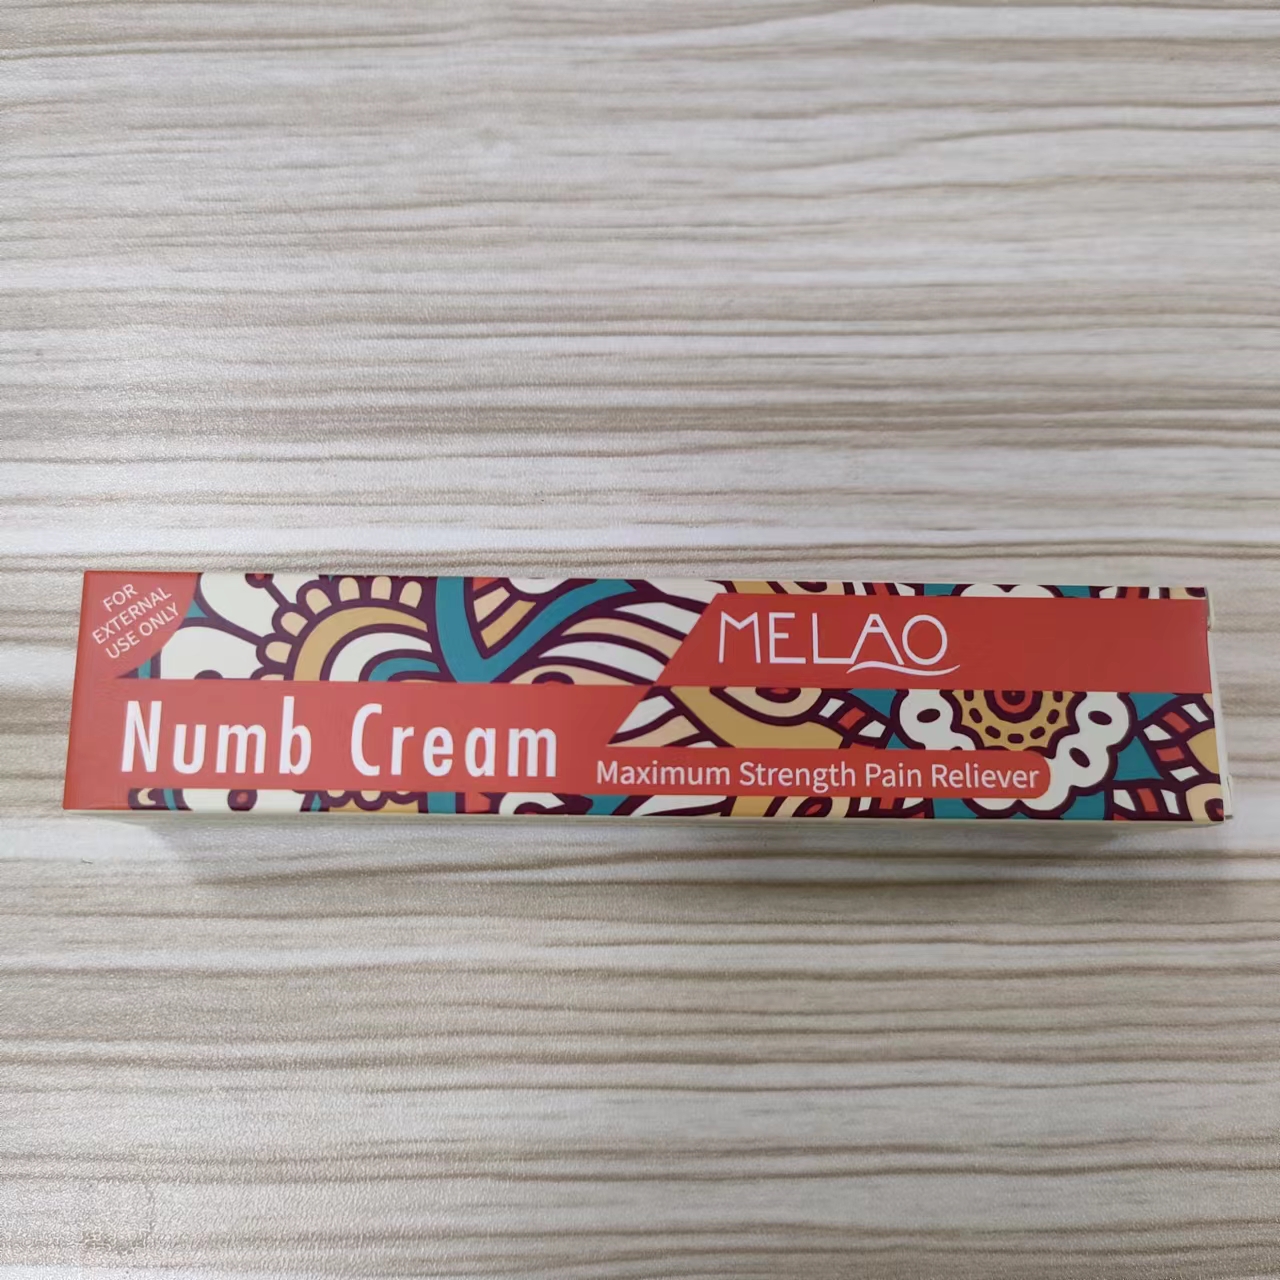 FOR
EXTERNAL
USE ONLY
MELAO
Numb Cream
Maximum Strength Pain Reliever